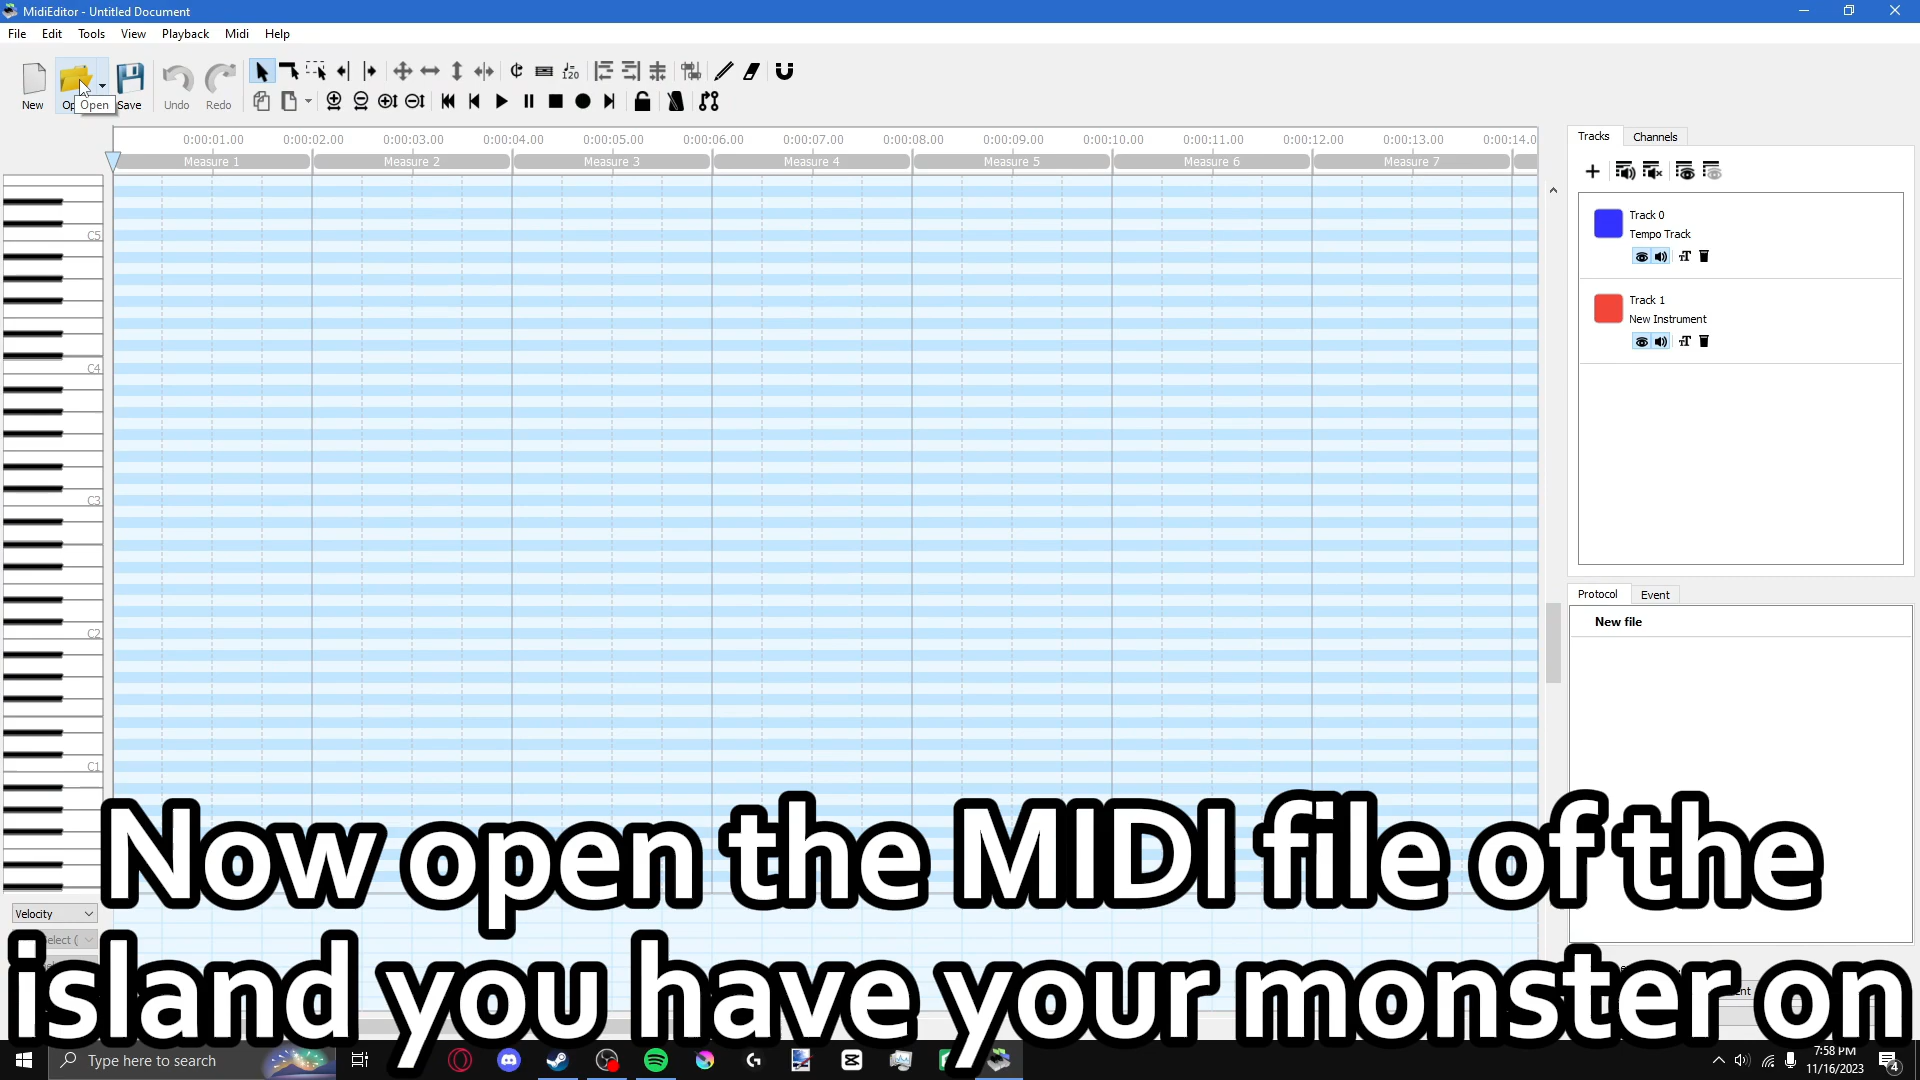 MidiEditor - Untitled Document
File Edit Tools View Playback Midi Help
New Open Save Undo Redo
120
0:00:01.00 0:00:02.00 0:00:03.00 0:00:04.00 0:00:05.00 0:00:06.00 0:00:07.00 0:00:08.00 0:00:09.00 0:00:10.00 0:00:11.00 0:00:12.00 0:00:13.00 0:00:14.0
Measure 1 Measure 2 Measure 3 Measure 4 Measure 5 Measure 6 Measure 7
C5
C4
C3
C2
C1
Tracks Channels
Track 0
Tempo Track
Track 1
New Instrument
Protocol Event
New file
Velocity
Now open the MIDI file of the
island you have your monster on
Type here to search
7:58 PM
11/16/2023
4